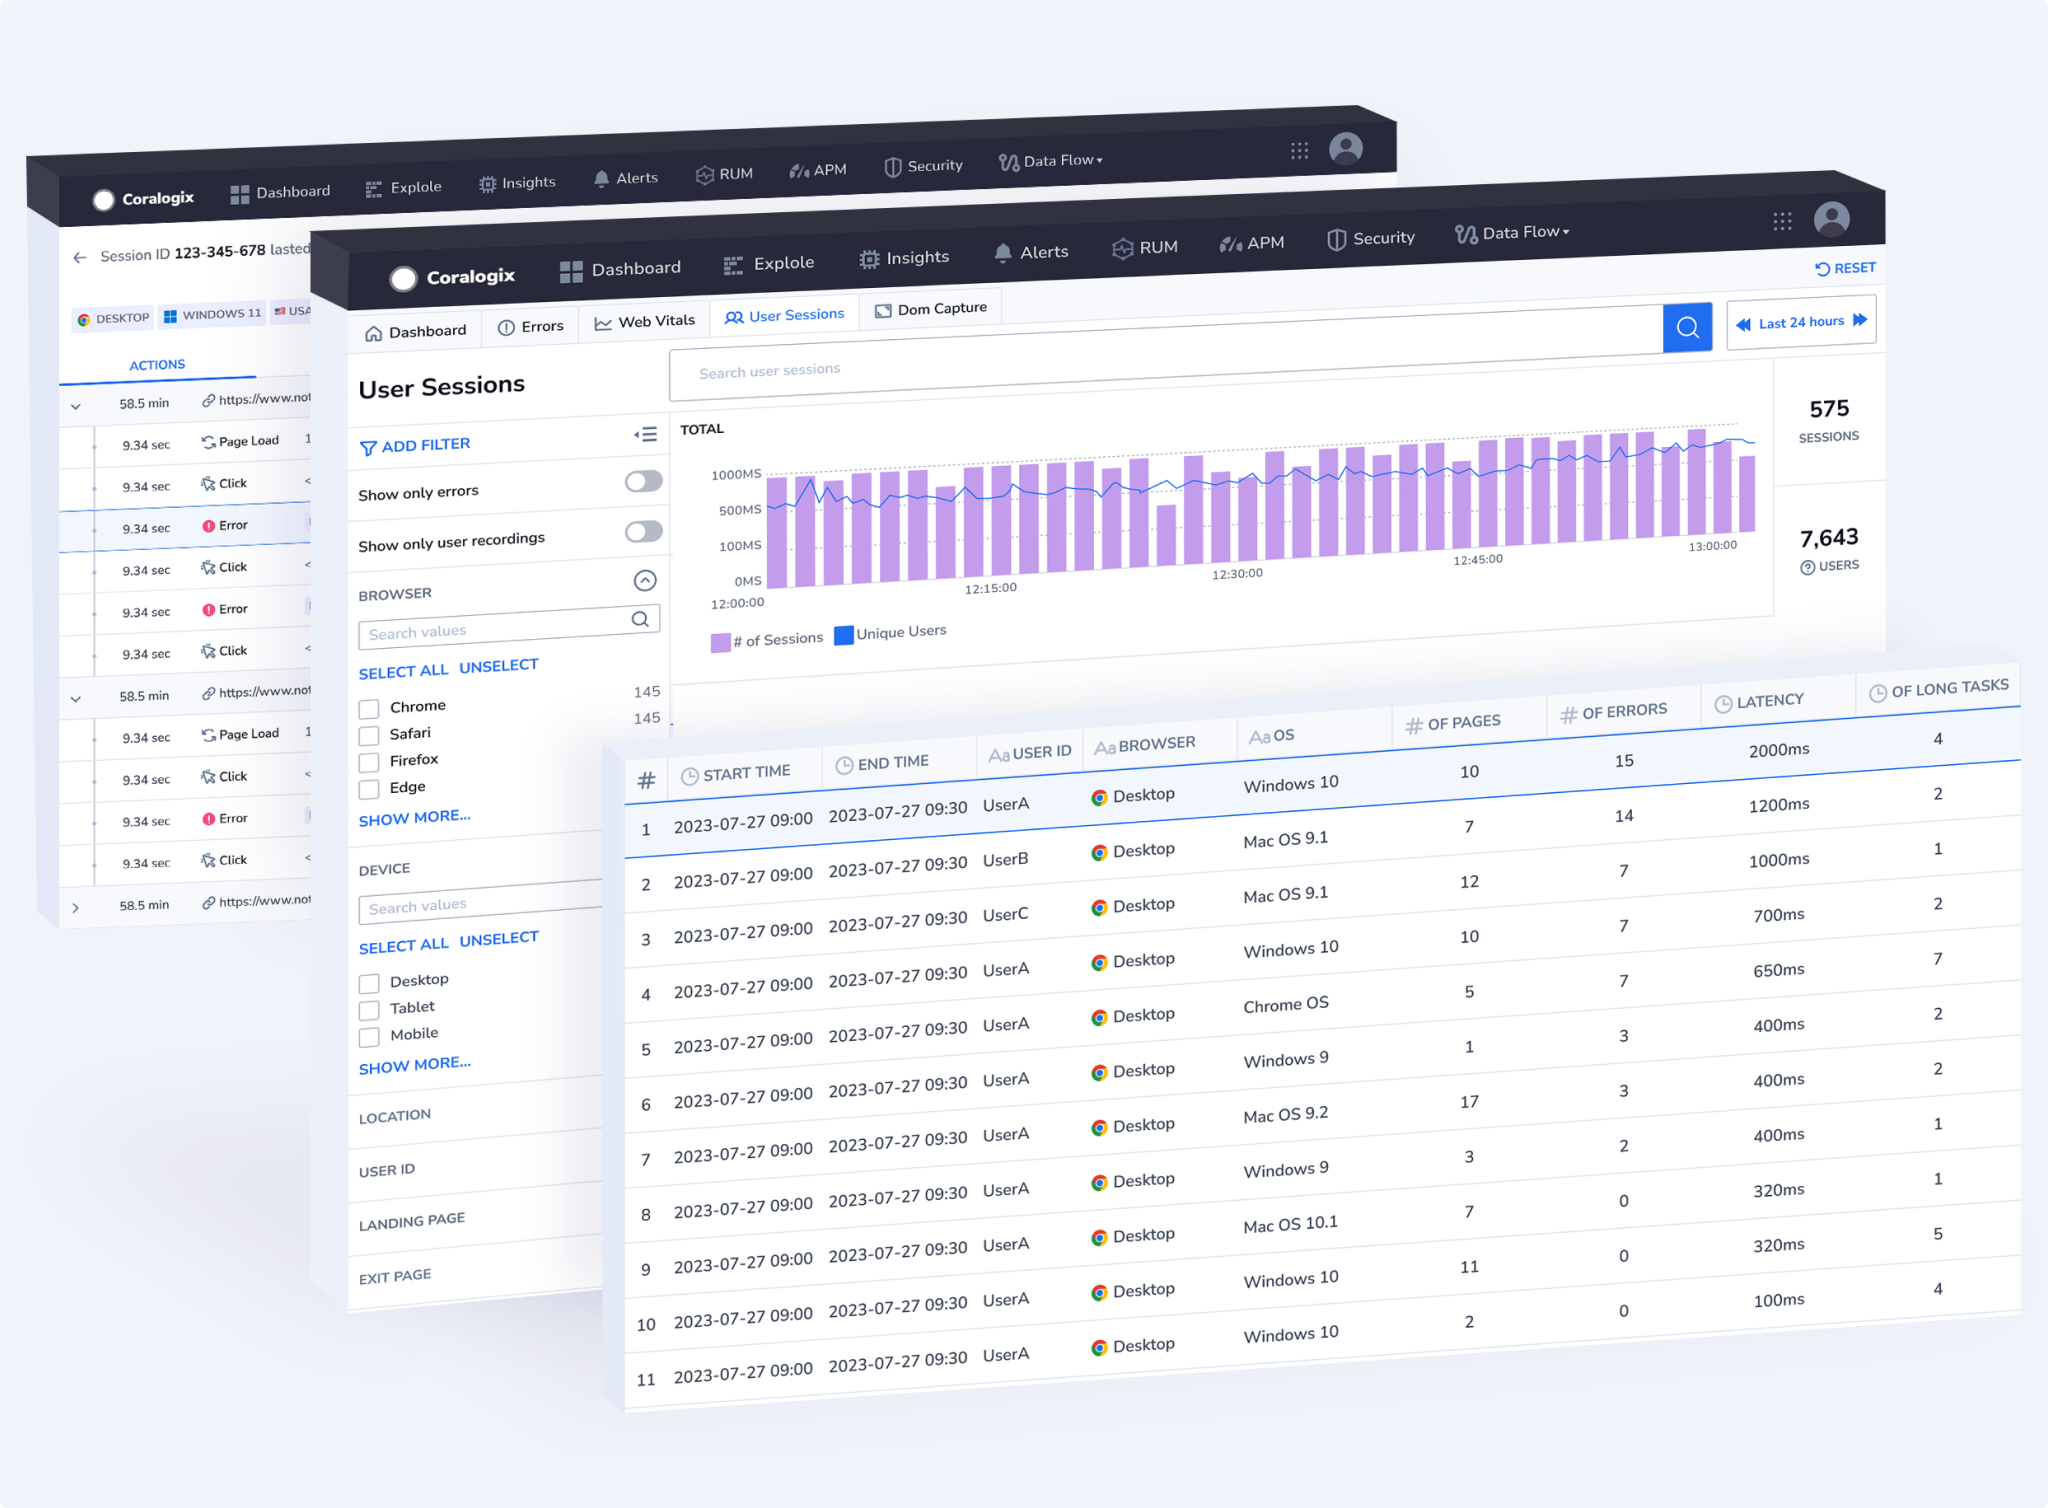 Coralogix Dashboard Explole Insights Alerts RUM APM Security Data Flow
Session ID 123-345-678 lasted
DESKTOP WINDOWS 11 USA
ACTIONS
58.5 min https://www.not
9.34 sec Page Load 1
9.34 sec Click <
9.34 sec Error
9.34 sec Click <
9.34 sec Error
9.34 sec Click <
58.5 min https://www.not
9.34 sec Page Load 1
9.34 sec Click <
9.34 sec Error
9.34 sec Click <
58.5 min https://www.not
Coralogix Dashboard Explole Insights Alerts RUM APM Security Data Flow
RESET
Dashboard Errors Web Vitals User Sessions Dom Capture
User Sessions
Search user sessions
Last 24 hours
ADD FILTER
Show only errors
Show only user recordings
BROWSER
Search values
SELECT ALL UNSELECT
Chrome 145
Safari 145
Firefox
Edge
SHOW MORE...
DEVICE
Search values
SELECT ALL UNSELECT
Desktop
Tablet
Mobile
SHOW MORE...
LOCATION
USER ID
LANDING PAGE
EXIT PAGE
TOTAL
1000MS
500MS
100MS
0MS
12:00:00 12:15:00 12:30:00 12:45:00 13:00:00
# of Sessions Unique Users
575
SESSIONS
7,643
USERS
# START TIME END TIME Aa USER ID Aa BROWSER Aa OS # OF PAGES # OF ERRORS LATENCY OF LONG TASKS
1 2023-07-27 09:00 2023-07-27 09:30 UserA Desktop Windows 10 10 15 2000ms 4
2 2023-07-27 09:00 2023-07-27 09:30 UserB Desktop Mac OS 9.1 7 14 1200ms 2
3 2023-07-27 09:00 2023-07-27 09:30 UserC Desktop Mac OS 9.1 12 7 1000ms 1
4 2023-07-27 09:00 2023-07-27 09:30 UserA Desktop Windows 10 10 7 700ms 2
5 2023-07-27 09:00 2023-07-27 09:30 UserA Desktop Chrome OS 5 7 650ms 7
6 2023-07-27 09:00 2023-07-27 09:30 UserA Desktop Windows 9 1 3 400ms 2
7 2023-07-27 09:00 2023-07-27 09:30 UserA Desktop Mac OS 9.2 17 3 400ms 2
8 2023-07-27 09:00 2023-07-27 09:30 UserA Desktop Windows 9 3 2 400ms 1
9 2023-07-27 09:00 2023-07-27 09:30 UserA Desktop Mac OS 10.1 7 0 320ms 1
10 2023-07-27 09:00 2023-07-27 09:30 UserA Desktop Windows 10 11 0 320ms 5
11 2023-07-27 09:00 2023-07-27 09:30 UserA Desktop Windows 10 2 0 100ms 4